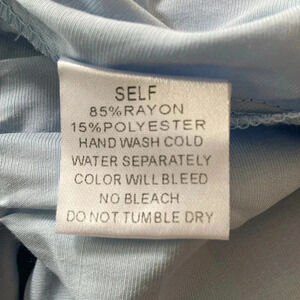 SELF
85%RAYON
15%POLYESTER
HAND WASH COLD
WATER SEPARATELY
COLOR WILL BLEED
NO BLEACH
DO NOT TUMBLE DRY